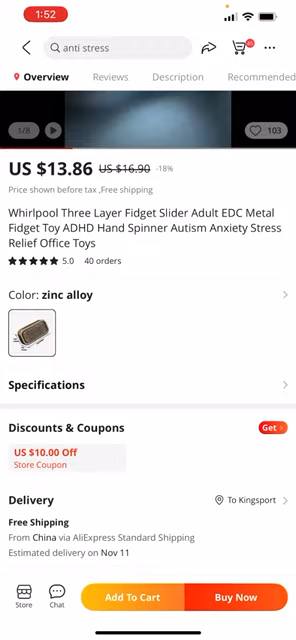 1:52
anti stress
Overview Reviews Description Recommended
1/8 103
US $13.86 US $16.90 -18%
Price shown before tax ,Free shipping
Whirlpool Three Layer Fidget Slider Adult EDC Metal
Fidget Toy ADHD Hand Spinner Autism Anxiety Stress
Relief Office Toys
5.0 40 orders
Color: zinc alloy
Specifications
Discounts & Coupons Get
US $10.00 Off
Store Coupon
Delivery To Kingsport
Free Shipping
From China via AliExpress Standard Shipping
Estimated delivery on Nov 11
Store Chat Add To Cart Buy Now